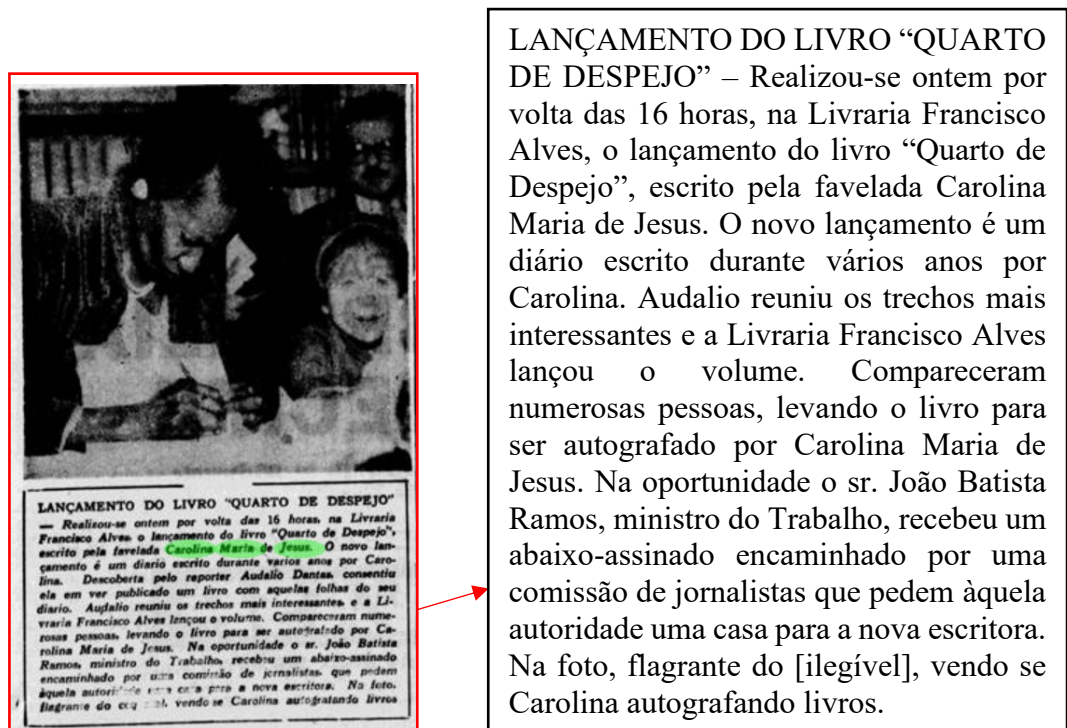 LANÇAMENTO DO LIVRO “QUARTO DE DESPEJO”
— Realizou-se ontem por volta das 16 horas, na Livraria
Francisco Alves, o lançamento do livro "Quarto de Despejo",
escrito pela favelada Carolina Maria de Jesus. O novo lan-
çamento é um diario escrito durante varios anos por Caro-
lina. Descoberta pelo reporter Audalio Dantas, consentiu
ela em ver publicado um livro com aquelas folhas do seu
diario. Audalio reuniu os trechos mais interessantes, e a Li-
vraria Francisco Alves lançou o volume. Compareceram nume-
rosas pessoas, levando o livro para ser autografado por Ca-
rolina Maria de Jesus. Na oportunidade o sr. João Batista
Ramos, ministro do Trabalho, recebeu um abaixo-assinado
encaminhado por uma comissão de jornalistas, que pedem
àquela autoridade uma casa para a nova escritora. Na foto,
flagrante do vendo se Carolina autografando livros
LANÇAMENTO DO LIVRO “QUARTO
DE DESPEJO” – Realizou-se ontem por
volta das 16 horas, na Livraria Francisco
Alves, o lançamento do livro “Quarto de
Despejo”, escrito pela favelada Carolina
Maria de Jesus. O novo lançamento é um
diário escrito durante vários anos por
Carolina. Audalio reuniu os trechos mais
interessantes e a Livraria Francisco Alves
lançou o volume. Compareceram
numerosas pessoas, levando o livro para
ser autografado por Carolina Maria de
Jesus. Na oportunidade o sr. João Batista
Ramos, ministro do Trabalho, recebeu um
abaixo-assinado encaminhado por uma
comissão de jornalistas que pedem àquela
autoridade uma casa para a nova escritora.
Na foto, flagrante do [ilegível], vendo se
Carolina autografando livros.